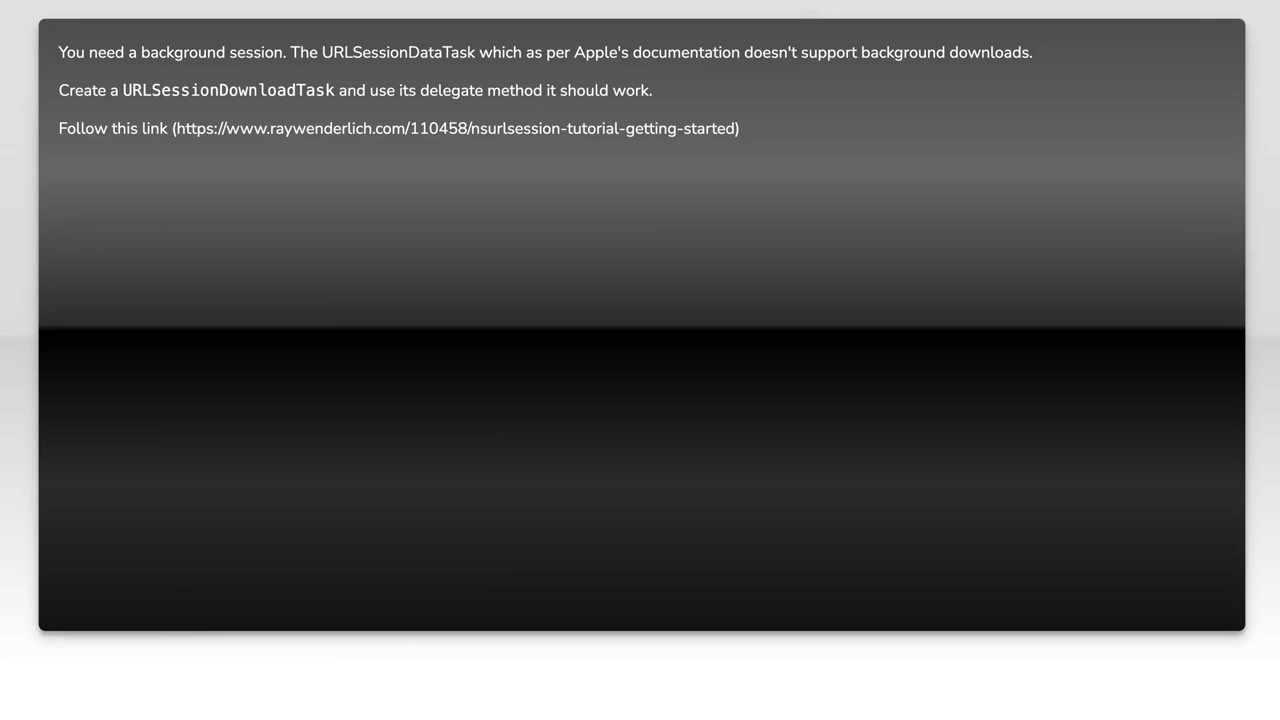 You need a background session. The URLSessionDataTask which as per Apple's documentation doesn't support background downloads.
Create a URLSessionDownloadTask and use its delegate method it should work.
Follow this link (https://www.raywenderlich.com/110458/nsurlsession-tutorial-getting-started)